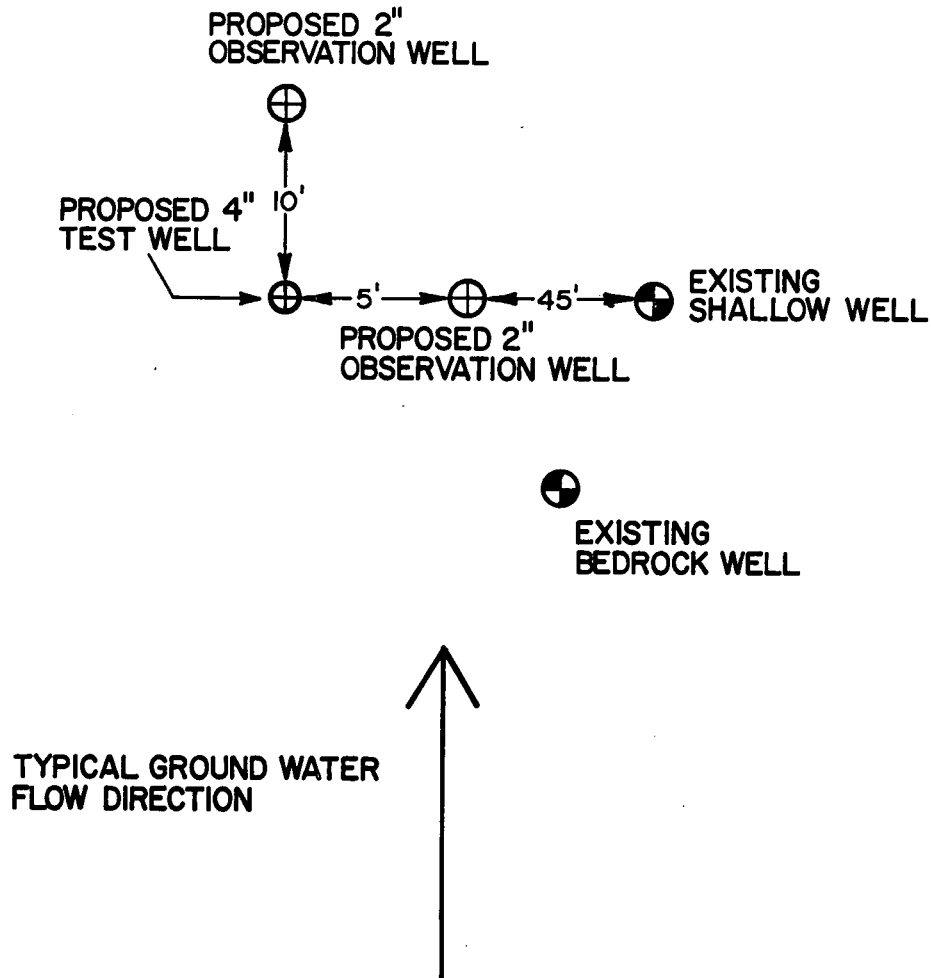 PROPOSED 2"
OBSERVATION WELL
10'
PROPOSED 4"
TEST WELL
5'
45'
EXISTING
SHALLOW WELL
PROPOSED 2"
OBSERVATION WELL
EXISTING
BEDROCK WELL
TYPICAL GROUND WATER
FLOW DIRECTION